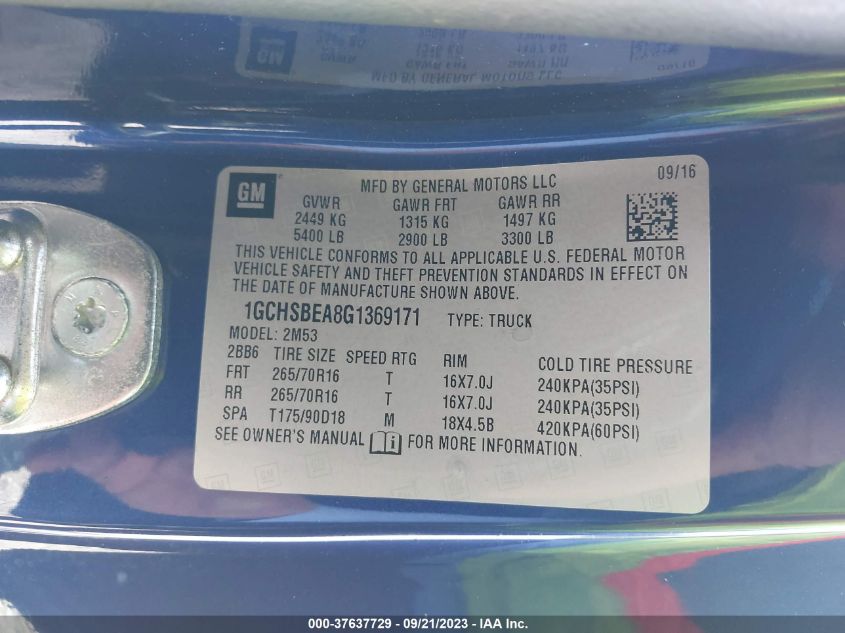 GM
MFD BY GENERAL MOTORS LLC
09/16
GVWR GAWR FRT GAWR RR
2449 KG 1315 KG 1497 KG
5400 LB 2900 LB 3300 LB
THIS VEHICLE CONFORMS TO ALL APPLICABLE U.S. FEDERAL MOTOR
VEHICLE SAFETY AND THEFT PREVENTION STANDARDS IN EFFECT ON
THE DATE OF MANUFACTURE SHOWN ABOVE.
1GCHSBEA8G1369171 TYPE: TRUCK
MODEL: 2M53
2BB6 TIRE SIZE SPEED RTG RIM COLD TIRE PRESSURE
FRT 265/70R16 T 16X7.0J 240KPA(35PSI)
RR 265/70R16 T 16X7.0J 240KPA(35PSI)
SPA T175/90D18 M 18X4.5B 420KPA(60PSI)
SEE OWNER'S MANUAL FOR MORE INFORMATION.
000-37637729 - 09/21/2023 - IAA Inc.